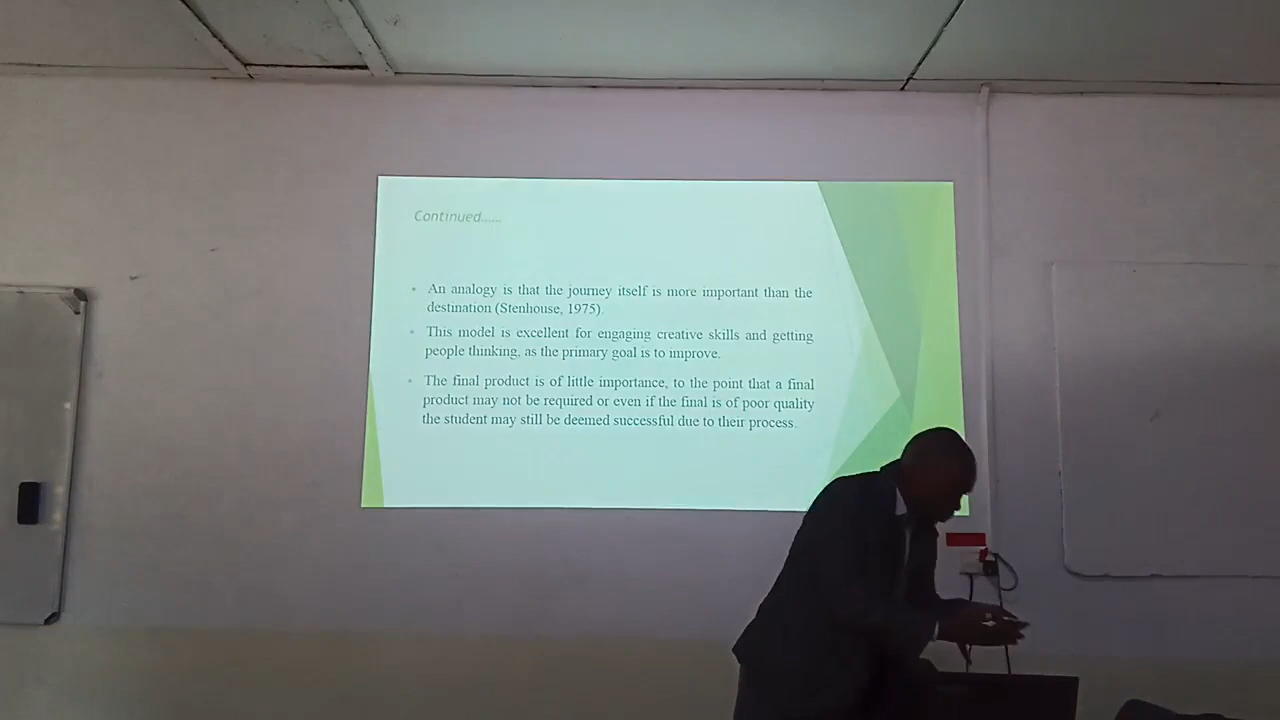 Continued......
• An analogy is that the journey itself is more important than the
destination (Stenhouse, 1975).
• This model is excellent for engaging creative skills and getting
people thinking, as the primary goal is to improve.
• The final product is of little importance, to the point that a final
product may not be required or even if the final is of poor quality
the student may still be deemed successful due to their process.